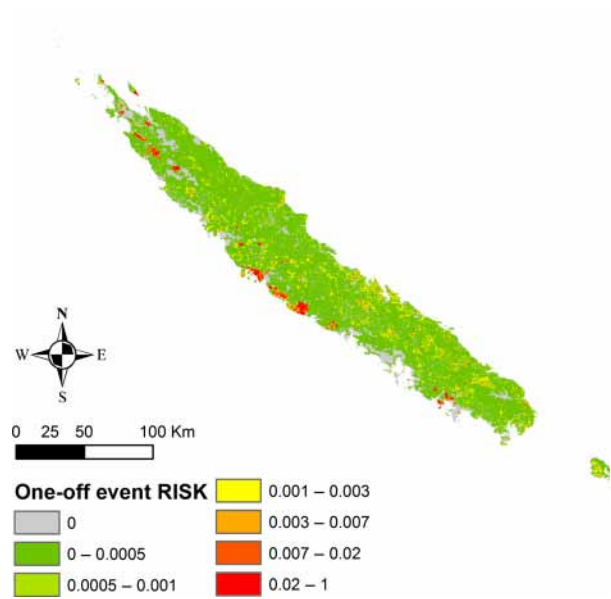 N
W E
S
0 25 50 100 Km
One-off event RISK
0
0 – 0.0005
0.0005 – 0.001
0.001 – 0.003
0.003 – 0.007
0.007 – 0.02
0.02 – 1